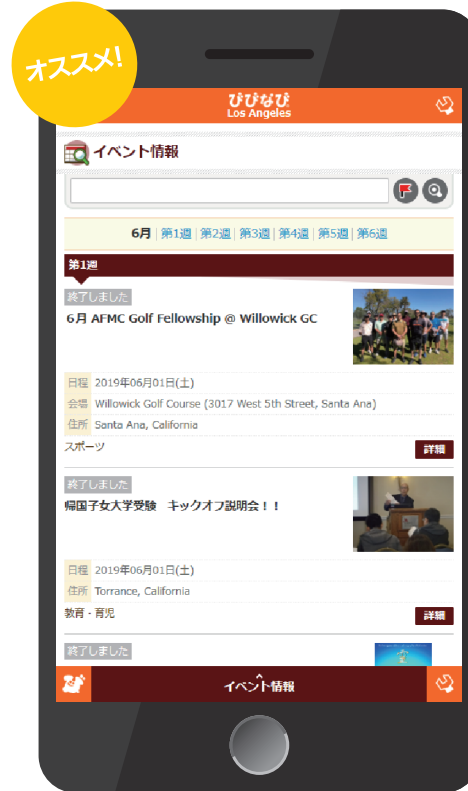 オススメ!
びびなび
Los Angeles
イベント情報
6月 | 第1週 | 第2週 | 第3週 | 第4週 | 第5週 | 第6週
第1週
終了しました
6月 AFMC Golf Fellowship @ Willowick GC
日程 2019年06月01日(土)
会場 Willowick Golf Course (3017 West 5th Street, Santa Ana)
住所 Santa Ana, California
スポーツ 詳細
終了しました
帰国子女大学受験 キックオフ説明会！！
日程 2019年06月01日(土)
住所 Torrance, California
教育・育児 詳細
終了しました
イベント情報